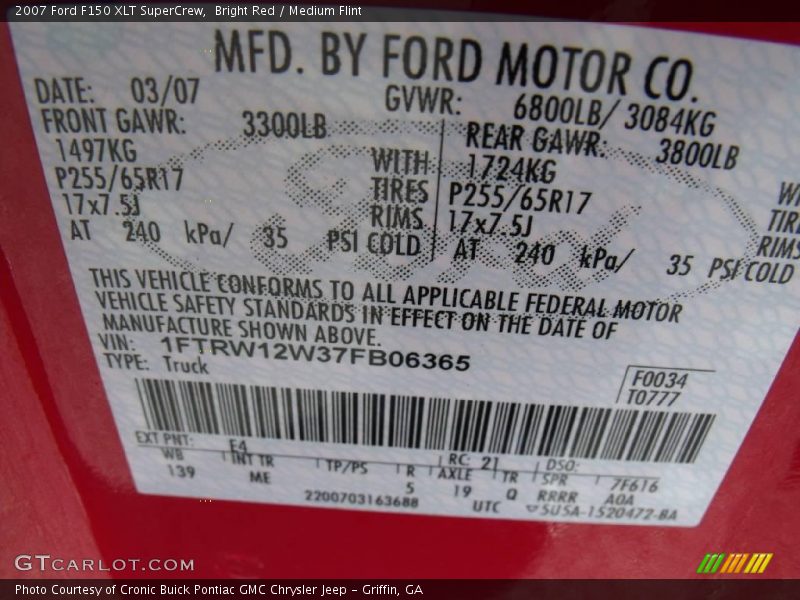 2007 Ford F150 XLT SuperCrew, Bright Red / Medium Flint
MFD. BY FORD MOTOR CO.
DATE: 03/07 GVWR: 6800LB/ 3084KG
FRONT GAWR: 3300LB REAR GAWR: 3800LB
1497KG WITH 1724KG
P255/65R17 TIRES P255/65R17 TIRE
17x7.5J RIMS 17x7.5J RIMS
AT 240 kPa/ 35 PSI COLD AT 240 kPa/ 35 PSI COLD
THIS VEHICLE CONFORMS TO ALL APPLICABLE FEDERAL MOTOR
VEHICLE SAFETY STANDARDS IN EFFECT ON THE DATE OF
MANUFACTURE SHOWN ABOVE.
VIN: 1FTRW12W37FB06365
TYPE: Truck
F0034
T0777
EXT PNT: E4 RC: 21 DSO:
WB INT TR TP/PS R AXLE TR SPR 7F616
139 ME 5 19 Q RRRR A0A
2200703163688 UTC 5U5A-1520472-BA
GTCARLOT.COM
Photo Courtesy of Cronic Buick Pontiac GMC Chrysler Jeep - Griffin, GA